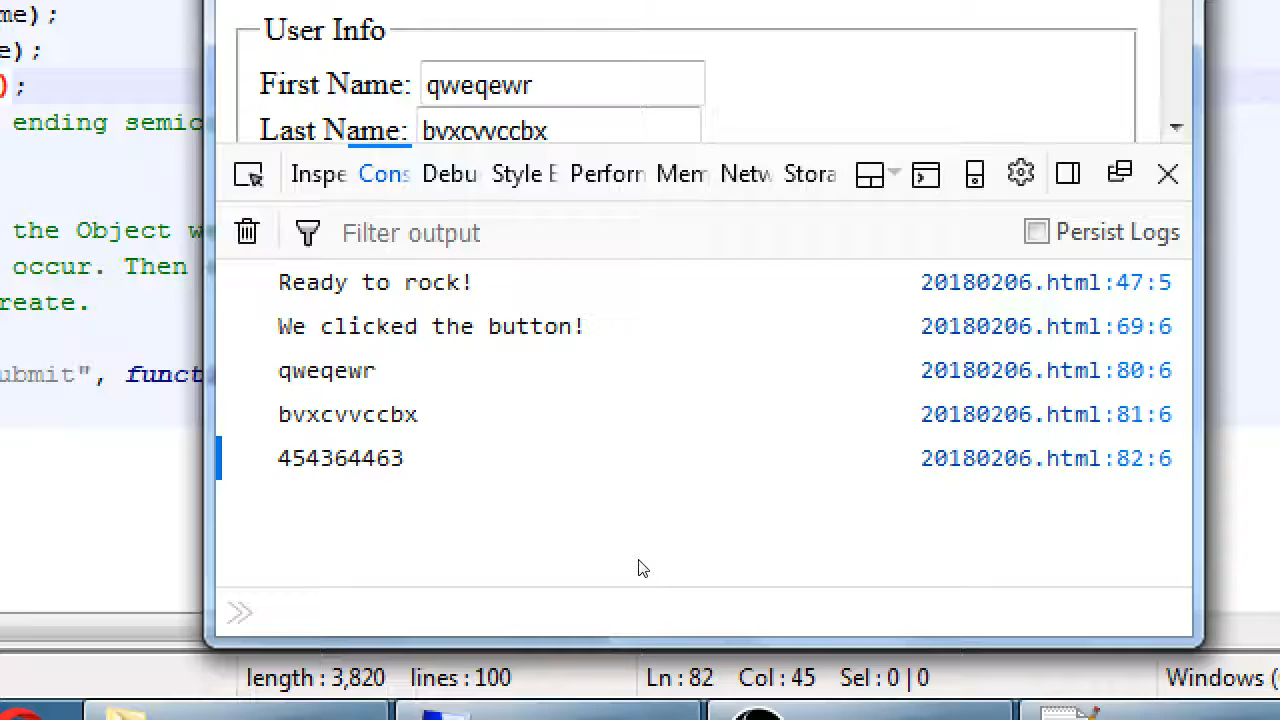 me);
e);
);
ending semic
the Object w
occur. Then
reate.
ubmit", funct
User Info
First Name: qweqewr
Last Name: bvxcvvccbx
Inspe Cons Debu Style E Perform Mem Netw Stora
Filter output Persist Logs
Ready to rock! 20180206.html:47:5
We clicked the button! 20180206.html:69:6
qweqewr 20180206.html:80:6
bvxcvvccbx 20180206.html:81:6
454364463 20180206.html:82:6
length : 3,820 lines : 100 Ln : 82 Col : 45 Sel : 0 | 0 Windows (